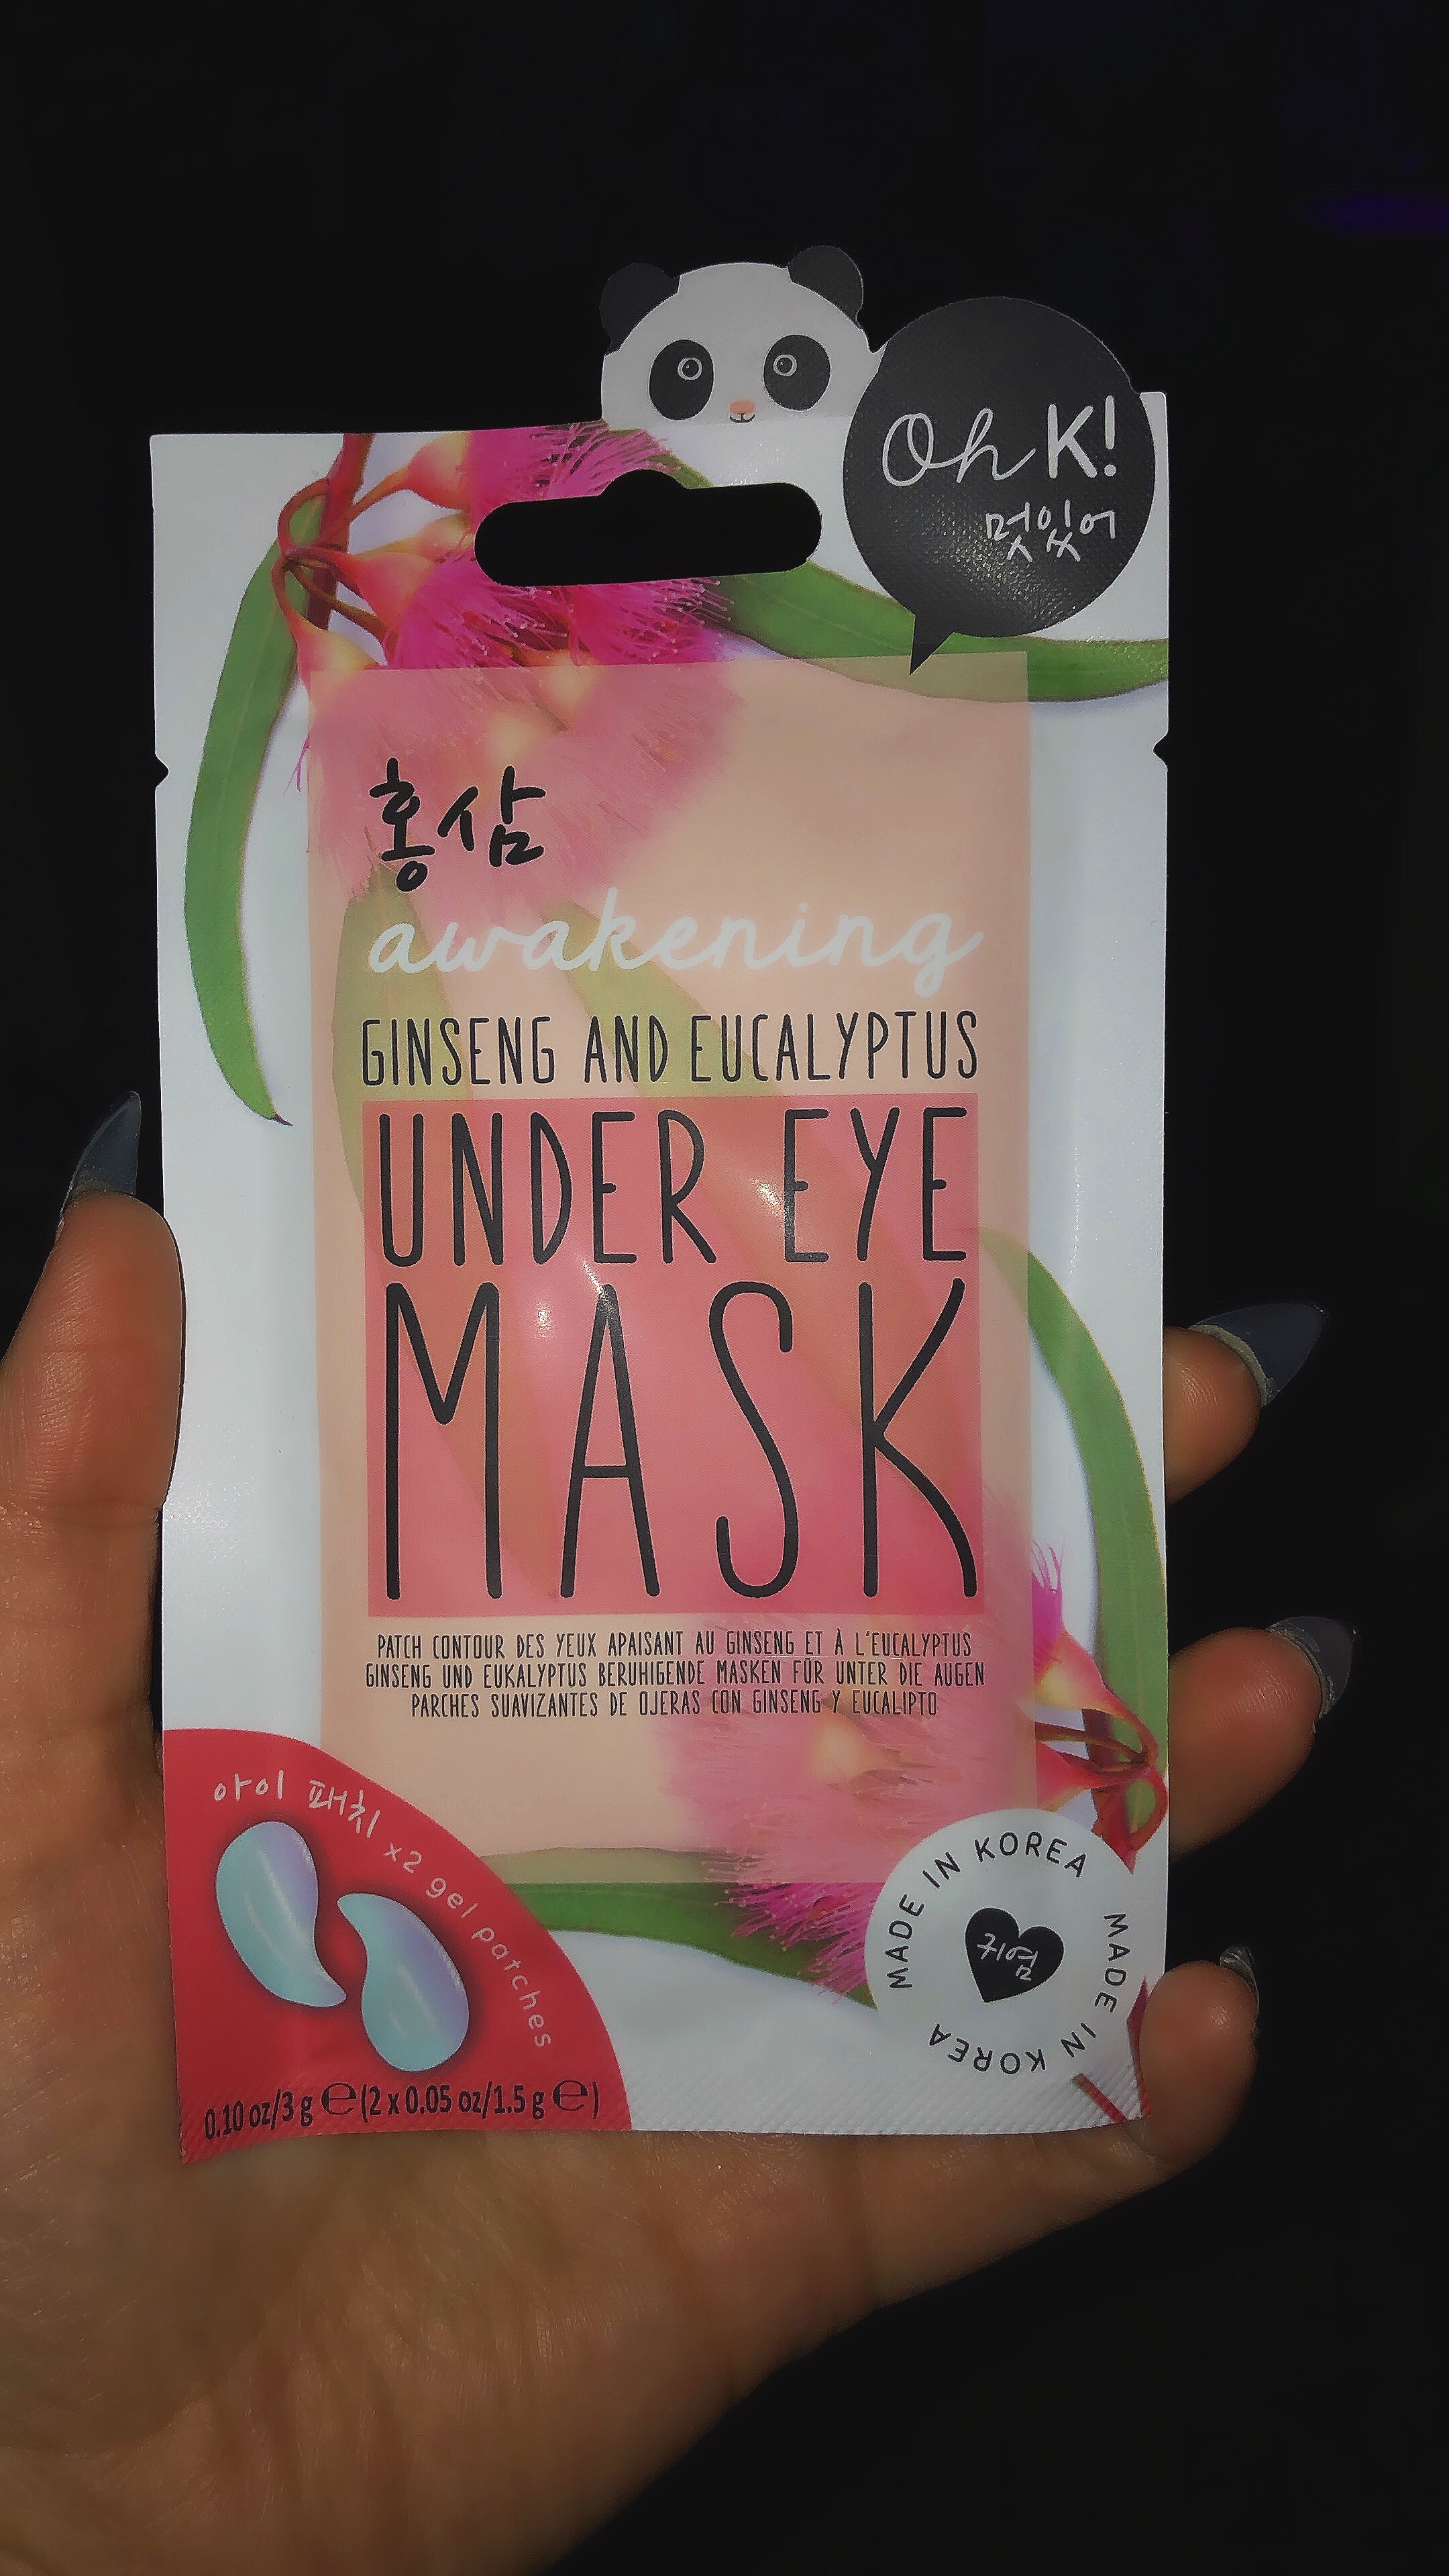 Oh K!
멋있어
홍삼
awakening
GINSENG AND EUCALYPTUS
UNDER EYE
MASK
PATCH CONTOUR DES YEUX APAISANT AU GINSENG ET À L'EUCALYPTUS
GINSENG UND EUKALYPTUS BERUHIGENDE MASKEN FÜR UNTER DIE AUGEN
PARCHES SUAVIZANTES DE OJERAS CON GINSENG Y EUCALIPTO
아이 패치 x2 gel patches
0.10 oz/3 g ℮ (2 x 0.05 oz/1.5 g ℮)
MADE IN KOREA
MADE IN KOREA
귀염